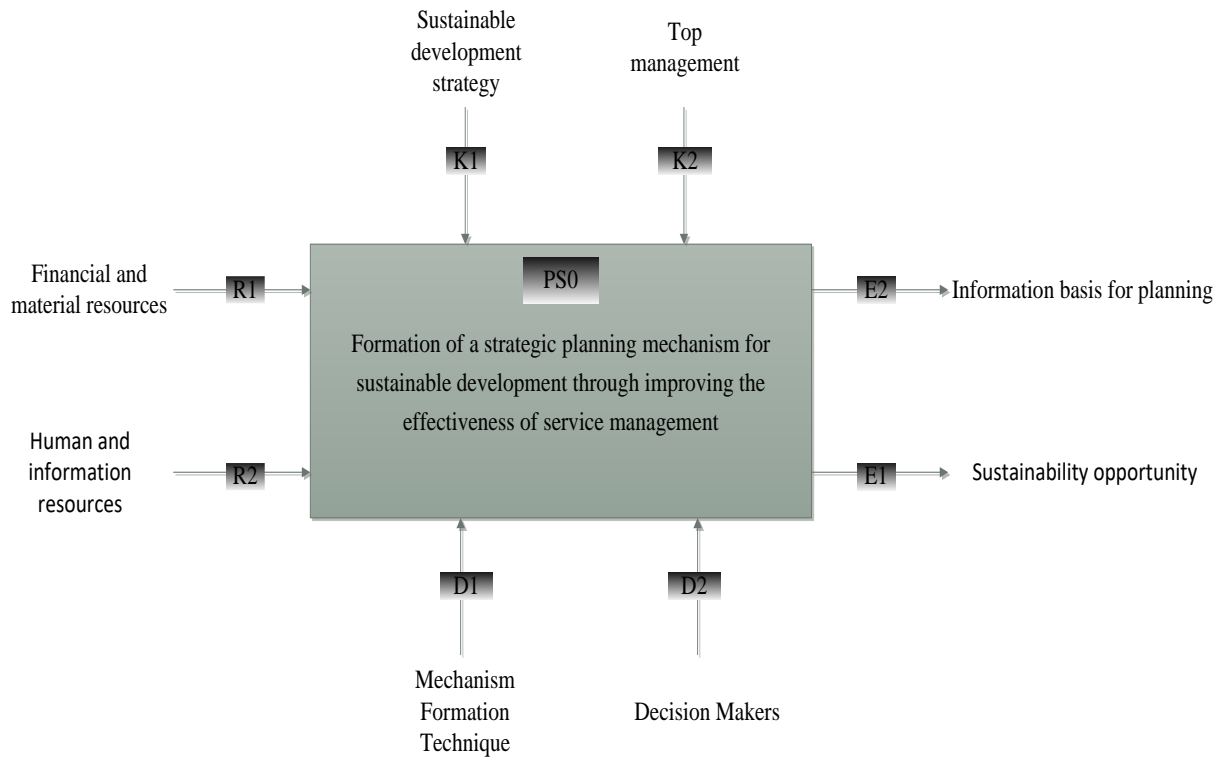 Sustainable
development
strategy
Top
management
K1
K2
Financial and
material resources
R1
PS0
E2
Information basis for planning
Formation of a strategic planning mechanism for
sustainable development through improving the
effectiveness of service management
Human and
information
resources
R2
E1
Sustainability opportunity
D1
D2
Mechanism
Formation
Technique
Decision Makers